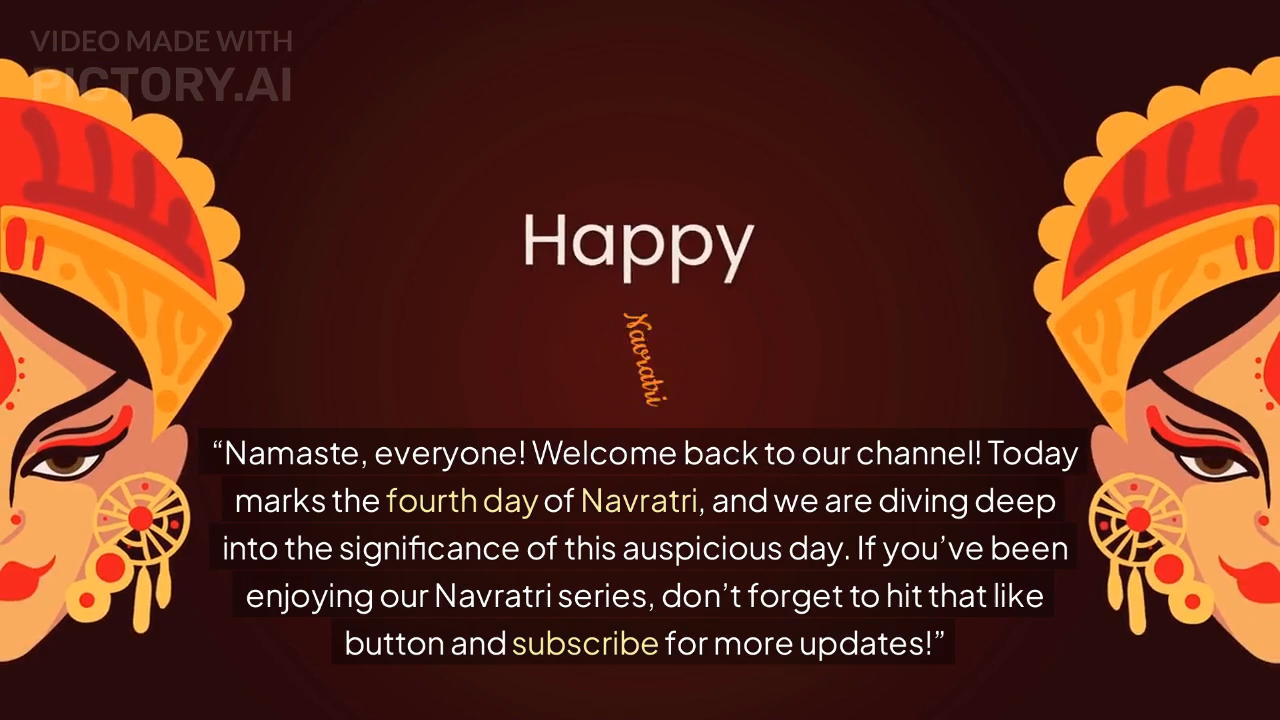 VIDEO MADE WITH
PICTORY.AI
Happy
Navratri
“Namaste, everyone! Welcome back to our channel! Today
marks the fourth day of Navratri, and we are diving deep
into the significance of this auspicious day. If you’ve been
enjoying our Navratri series, don’t forget to hit that like
button and subscribe for more updates!”